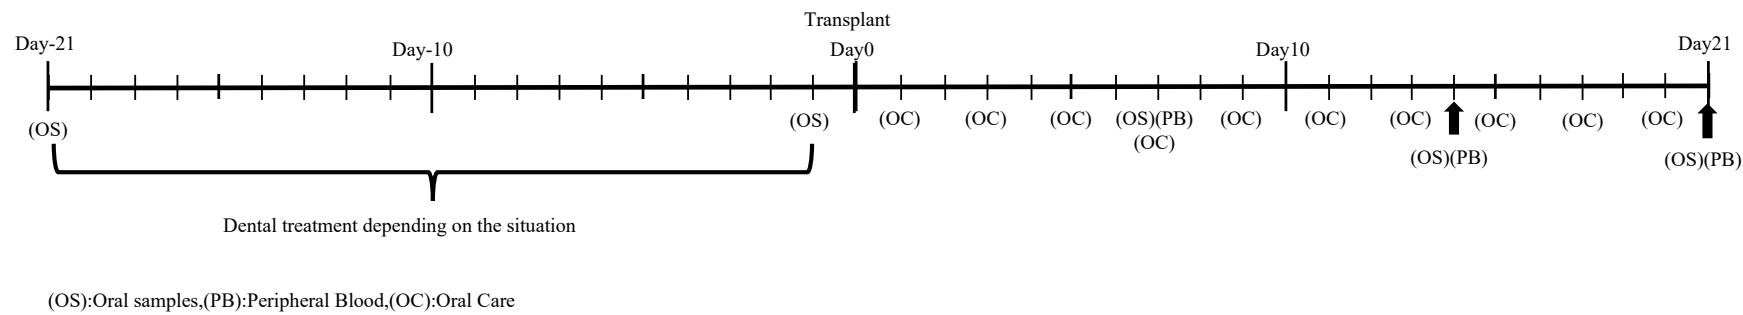 Transplant
Day-21
Day-10
Day0
Day10
Day21
(OS)
(OS)
(OC)
(OC)
(OC)
(OS)(PB)
(OC)
(OC)
(OC)
(OC)
(OC)
(OC)
(OC)
(OS)(PB)
(OS)(PB)
Dental treatment depending on the situation
(OS):Oral samples,(PB):Peripheral Blood,(OC):Oral Care